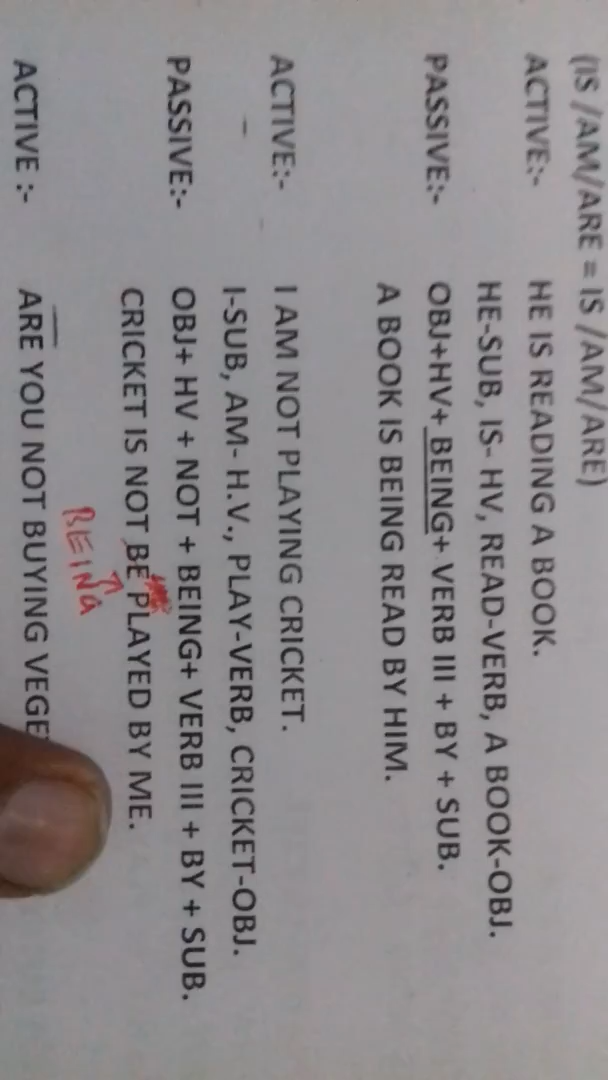 (IS /AM/ARE = IS /AM/ARE)
ACTIVE:- HE IS READING A BOOK.
HE-SUB, IS- HV, READ-VERB, A BOOK-OBJ.
PASSIVE:- OBJ+HV+ BEING+ VERB III + BY + SUB.
A BOOK IS BEING READ BY HIM.
ACTIVE:- I AM NOT PLAYING CRICKET.
I-SUB, AM- H.V., PLAY-VERB, CRICKET-OBJ.
PASSIVE:- OBJ+ HV + NOT + BEING+ VERB III + BY + SUB.
CRICKET IS NOT BE PLAYED BY ME.
BEING
ACTIVE :- ARE YOU NOT BUYING